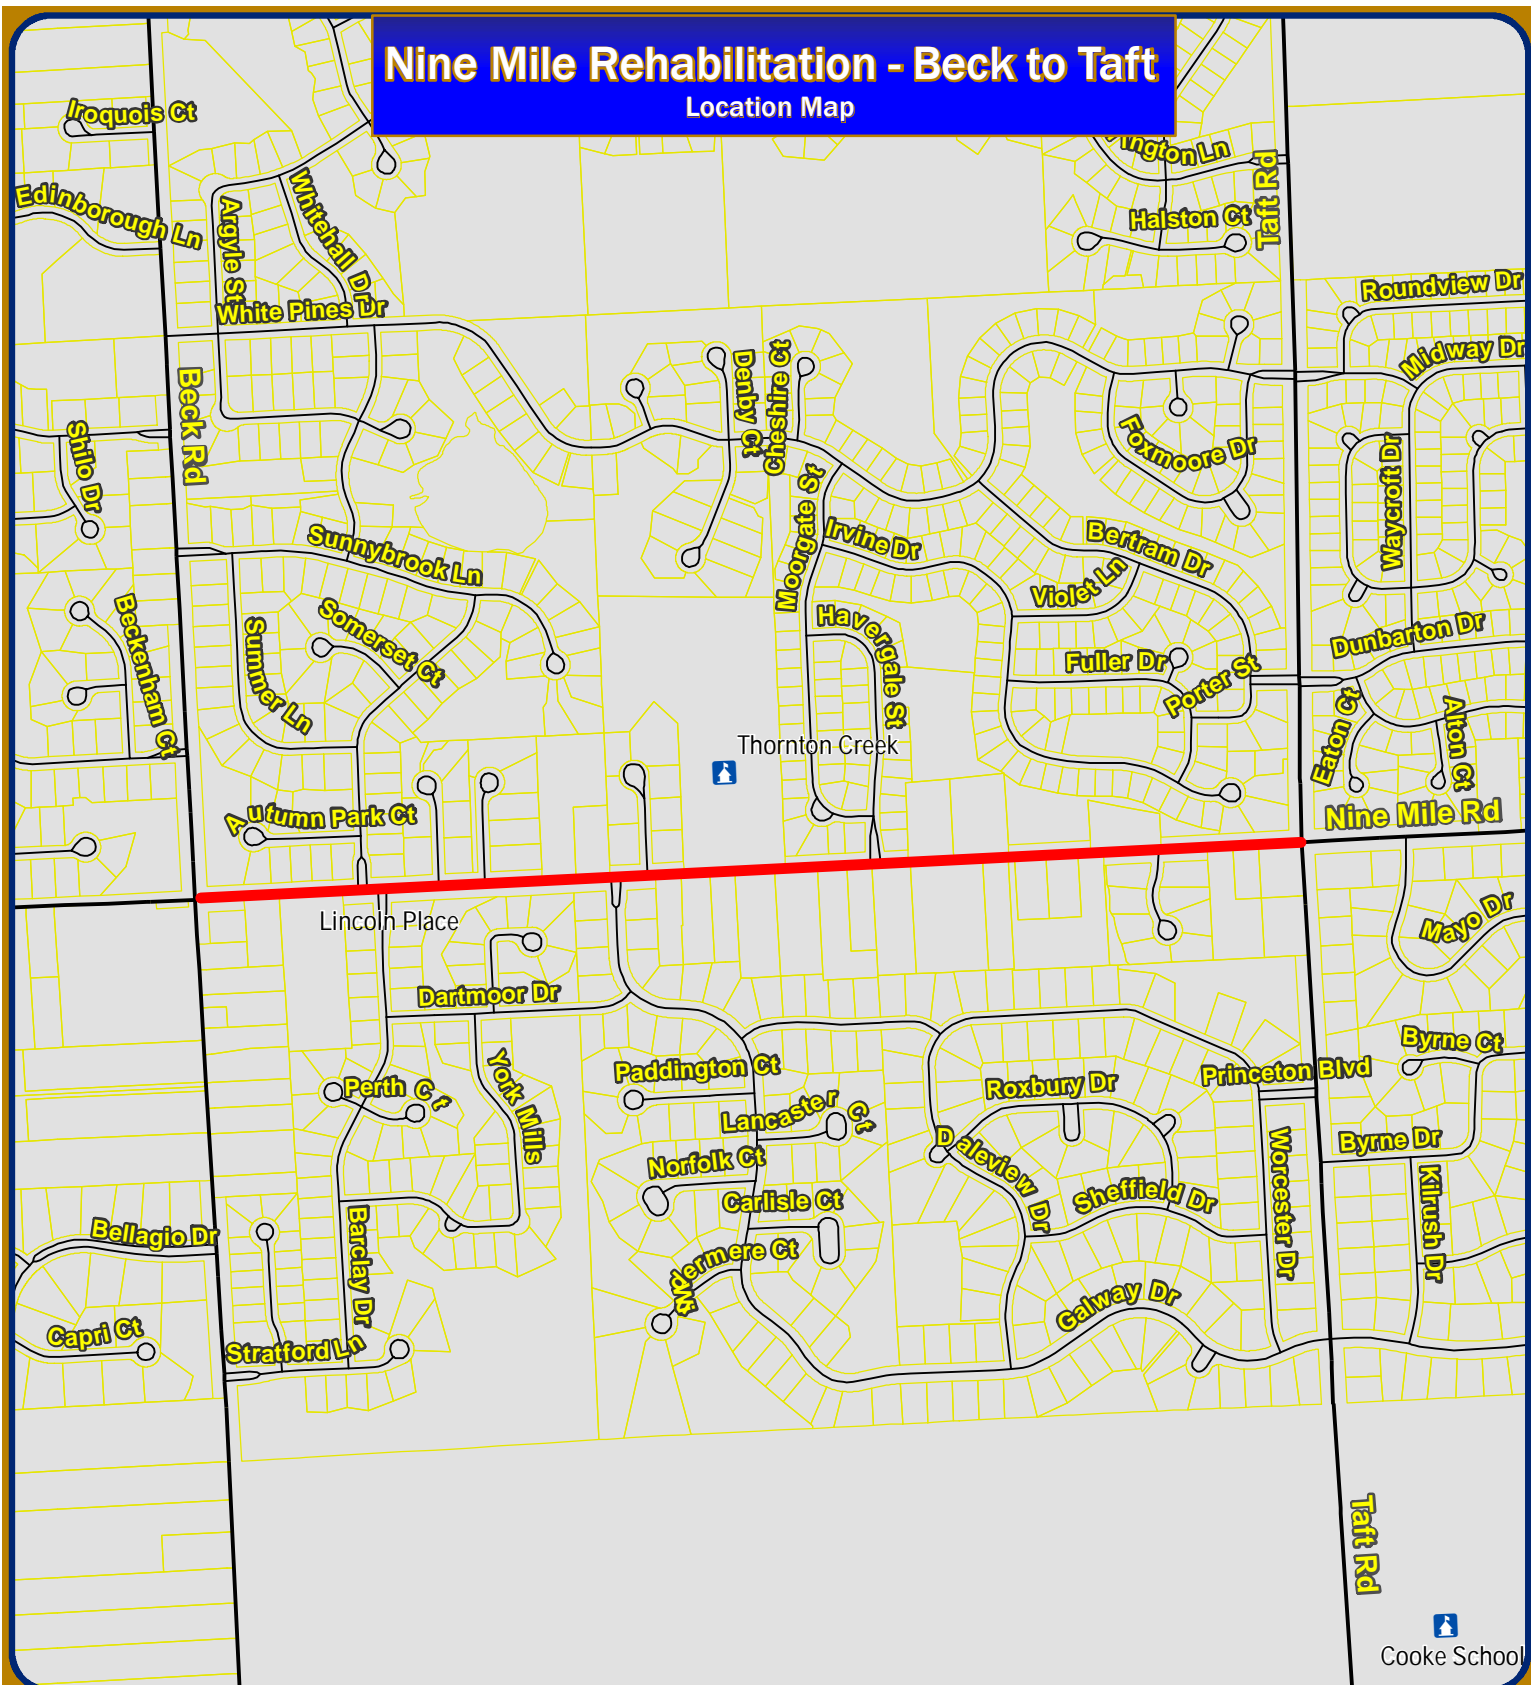 Nine Mile Rehabilitation - Beck to Taft
Location Map
Iroquois Ct
Edinborough Ln
Argyle St
Whitehall Dr
White Pines Dr
Halston Ct
Taft Rd
Roundview Dr
Midway Dr
Beck Rd
Shilo Dr
Denby Ct
Cheshire Ct
Foxmoore Dr
Waycroft Dr
Moorgate St
Irvine Dr
Bertram Dr
Sunnybrook Ln
Violet Ln
Beckenham Ct
Somerset Ct
Summer Ln
Havergale St
Fuller Dr
Porter St
Dunbarton Dr
Eaton Ct
Alton Ct
Thornton Creek
Autumn Park Ct
Nine Mile Rd
Lincoln Place
Mayo Dr
Dartmoor Dr
Byrne Ct
York Mills
Paddington Ct
Princeton Blvd
Perth Ct
Roxbury Dr
Lancaster Ct
Daleview Dr
Byrne Dr
Norfolk Ct
Worcester Dr
Kilrush Dr
Carlisle Ct
Sheffield Dr
Bellagio Dr
Barclay Dr
dermere Ct
Galway Dr
Capri Ct
Stratford Ln
Taft Rd
Cooke School